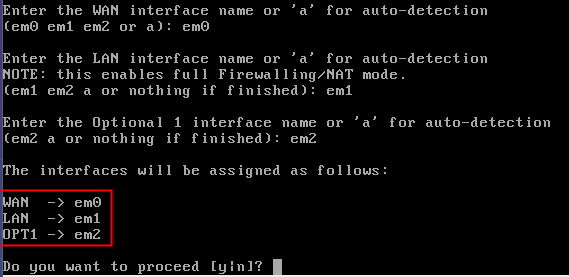 Enter the WAN interface name or 'a' for auto-detection
(em0 em1 em2 or a): em0
Enter the LAN interface name or 'a' for auto-detection
NOTE: this enables full Firewalling/NAT mode.
(em1 em2 a or nothing if finished): em1
Enter the Optional 1 interface name or 'a' for auto-detection
(em2 a or nothing if finished): em2
The interfaces will be assigned as follows:
WAN  -> em0
LAN  -> em1
OPT1 -> em2
Do you want to proceed [y|n]?